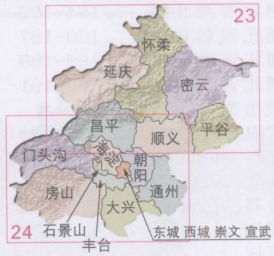 23
怀柔
延庆
密云
昌平
顺义
平谷
门头沟
海淀
朝阳
房山
通州
大兴
石景山
丰台
东城 西城 崇文 宣武
24